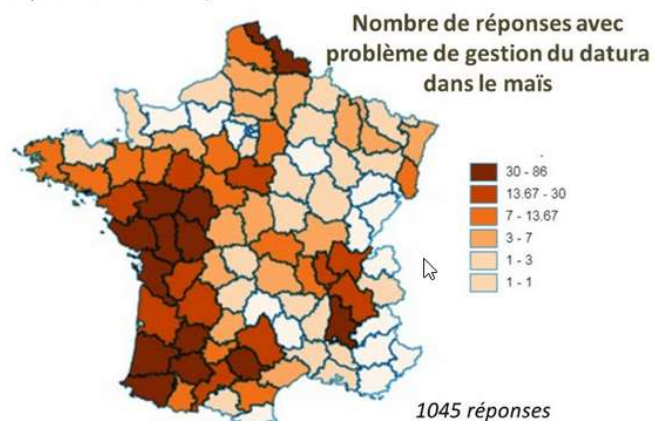 Nombre de réponses avec
problème de gestion du datura
dans le maïs
30 - 86
13.67 - 30
7 - 13.67
3 - 7
1 - 3
1 - 1
1045 réponses